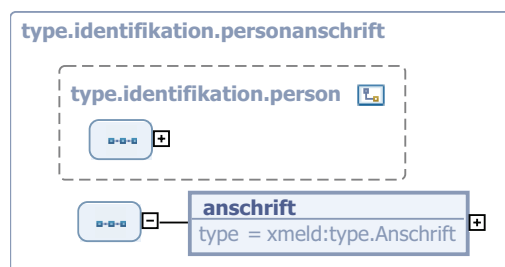 type.identifikation.personanschrift
type.identifikation.person
anschrift
type = xmeld:type.Anschrift